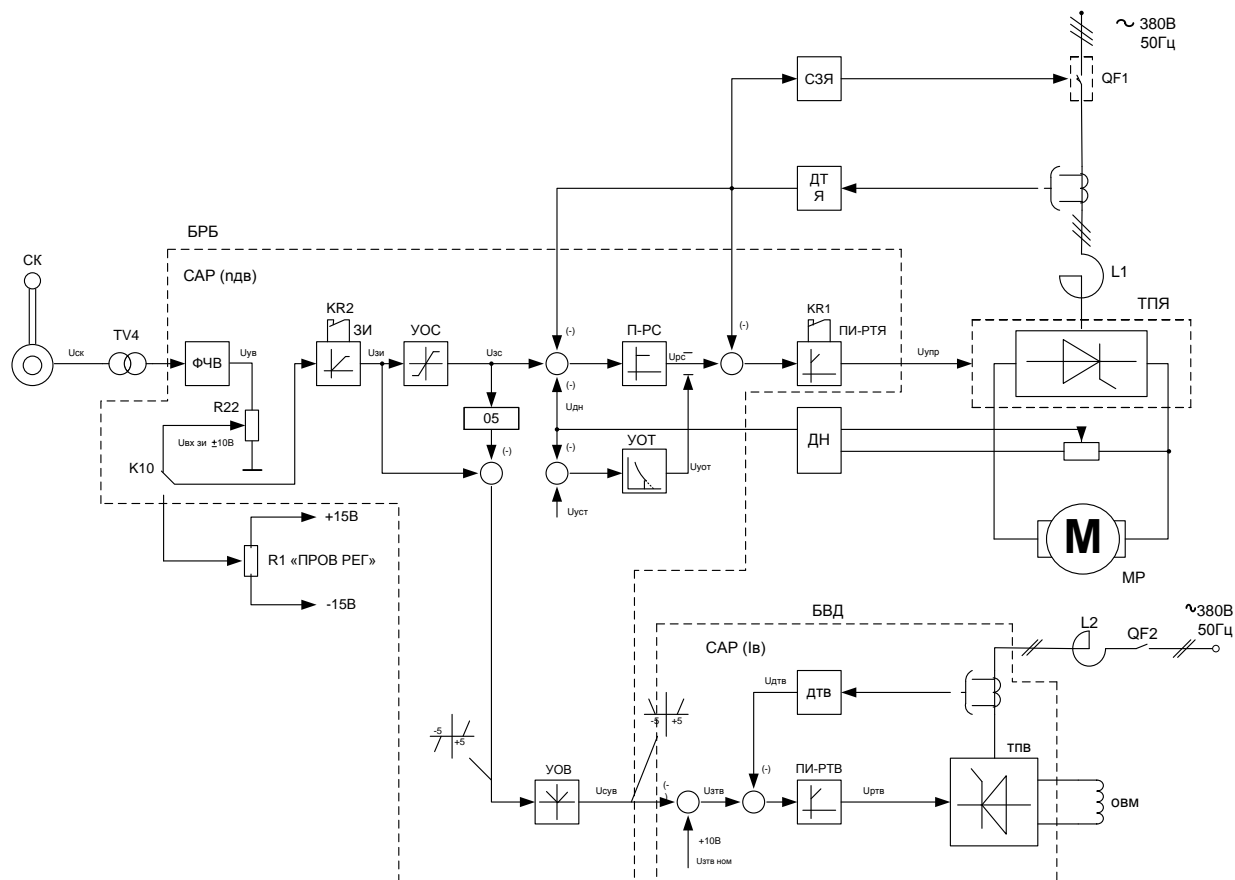 ~ 380В
50Гц
СЗЯ
QF1
ДТ
Я
БРБ
L1
СК
САР (nдв)
ТПЯ
KR2
ЗИ
УОС
(-)
(-)
KR1
TV4
П-РС
ПИ-РТЯ
Uск
ФЧВ
Uув
Uзи
Uзс
Uрс
Uупр
(-)
R22
Uдн
05
ДН
Uвх зи ±10В
УОТ
K10
(-)
(-)
Uуот
Uуст
+15В
М
R1 «ПРОВ РЕГ»
МР
-15В
БВД
~380В
L2
QF2
50Гц
САР (Iв)
Uдтв
дтв
-5
+5
-5
+5
ТПВ
УОВ
(-)
ПИ-РТВ
Uсув
(-
)
Uзтв
Uртв
ОВМ
+10В
Uзтв ном